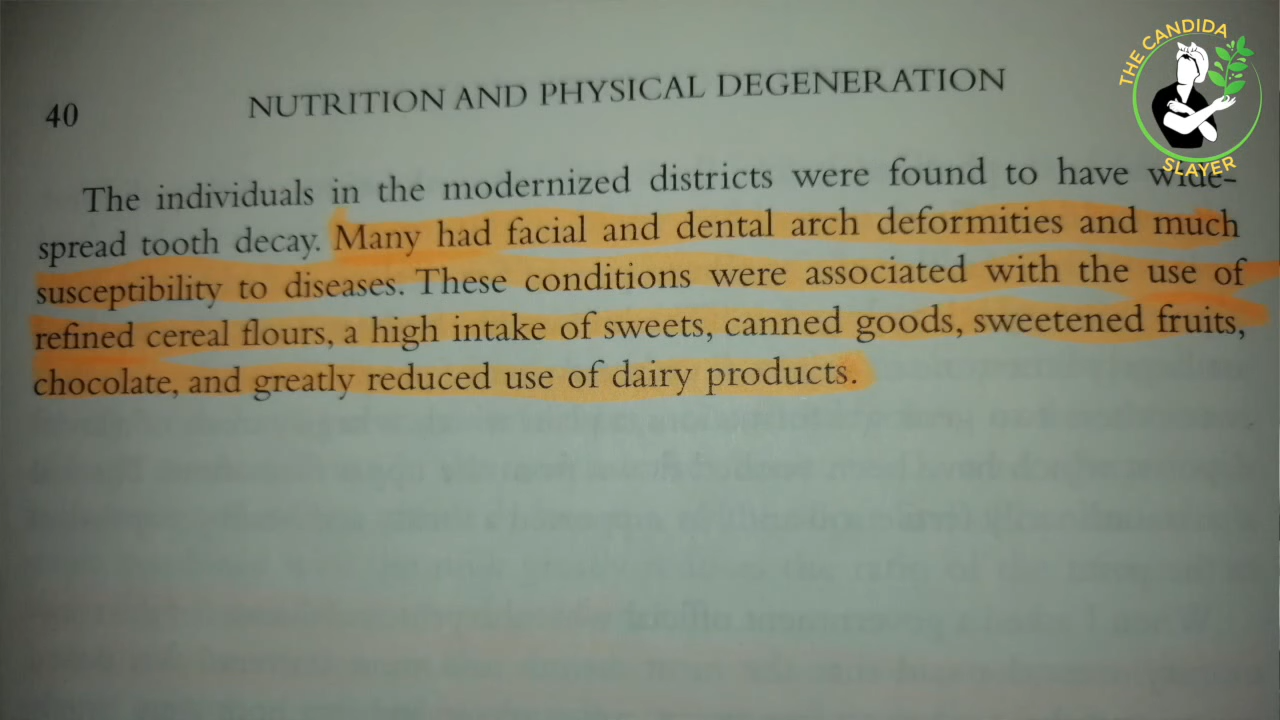 THE CANDIDA
SLAYER
40 NUTRITION AND PHYSICAL DEGENERATION
The individuals in the modernized districts were found to have wide-
spread tooth decay. Many had facial and dental arch deformities and much
susceptibility to diseases. These conditions were associated with the use of
refined cereal flours, a high intake of sweets, canned goods, sweetened fruits,
chocolate, and greatly reduced use of dairy products.